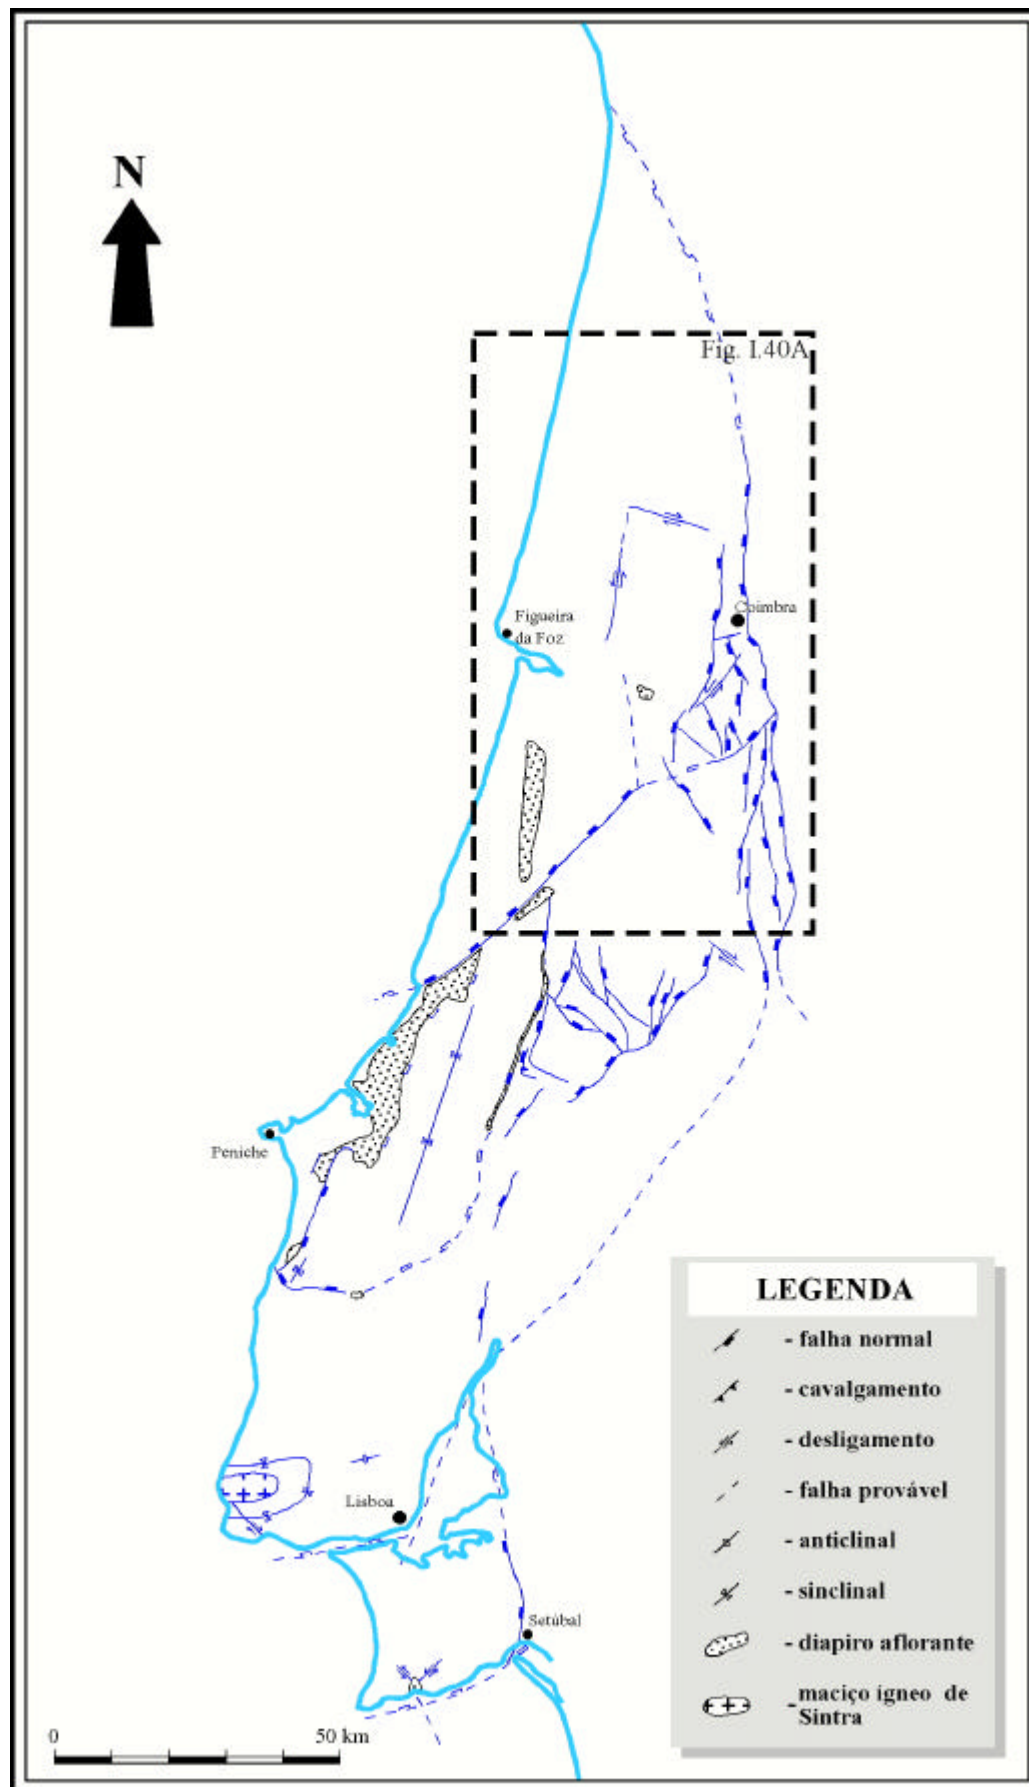 N
Fig. I.40A
Coimbra
Figueira
da Foz
Peniche
LEGENDA
- falha normal
- cavalgamento
- desligamento
- falha provável
- anticlinal
- sinclinal
- diapiro aflorante
- maciço ígneo de
Sintra
Lisboa
Setúbal
0 50 km